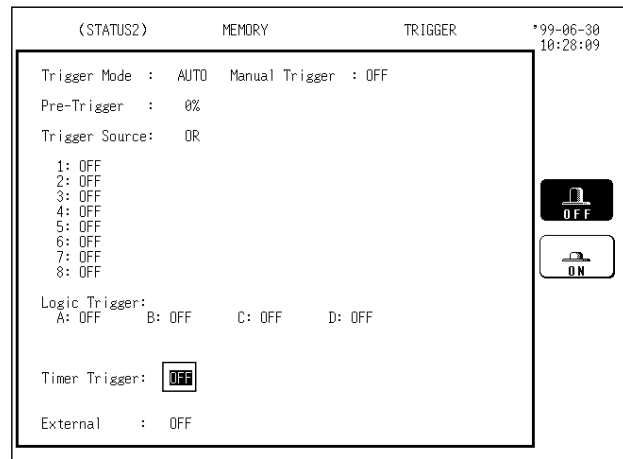 (STATUS2) MEMORY TRIGGER '99-06-30
10:28:09
Trigger Mode : AUTO Manual Trigger : OFF
Pre-Trigger : 0%
Trigger Source: OR
1: OFF
2: OFF
3: OFF
4: OFF
5: OFF
6: OFF
7: OFF
8: OFF
OFF
ON
Logic Trigger:
A: OFF B: OFF C: OFF D: OFF
Timer Trigger: OFF
External : OFF